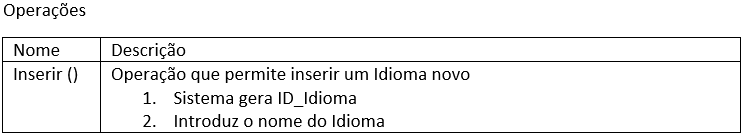 Operações
Nome Descrição
Inserir () Operação que permite inserir um Idioma novo
1. Sistema gera ID_Idioma
2. Introduz o nome do Idioma